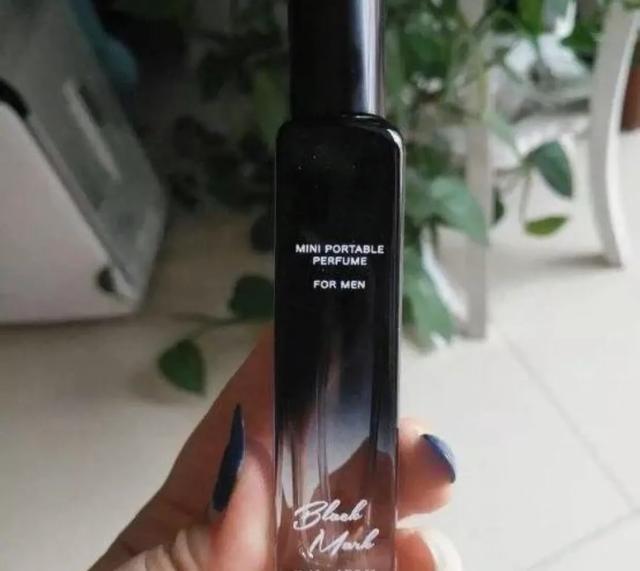 MINI PORTABLE
PERFUME
FOR MEN
Black
Mark